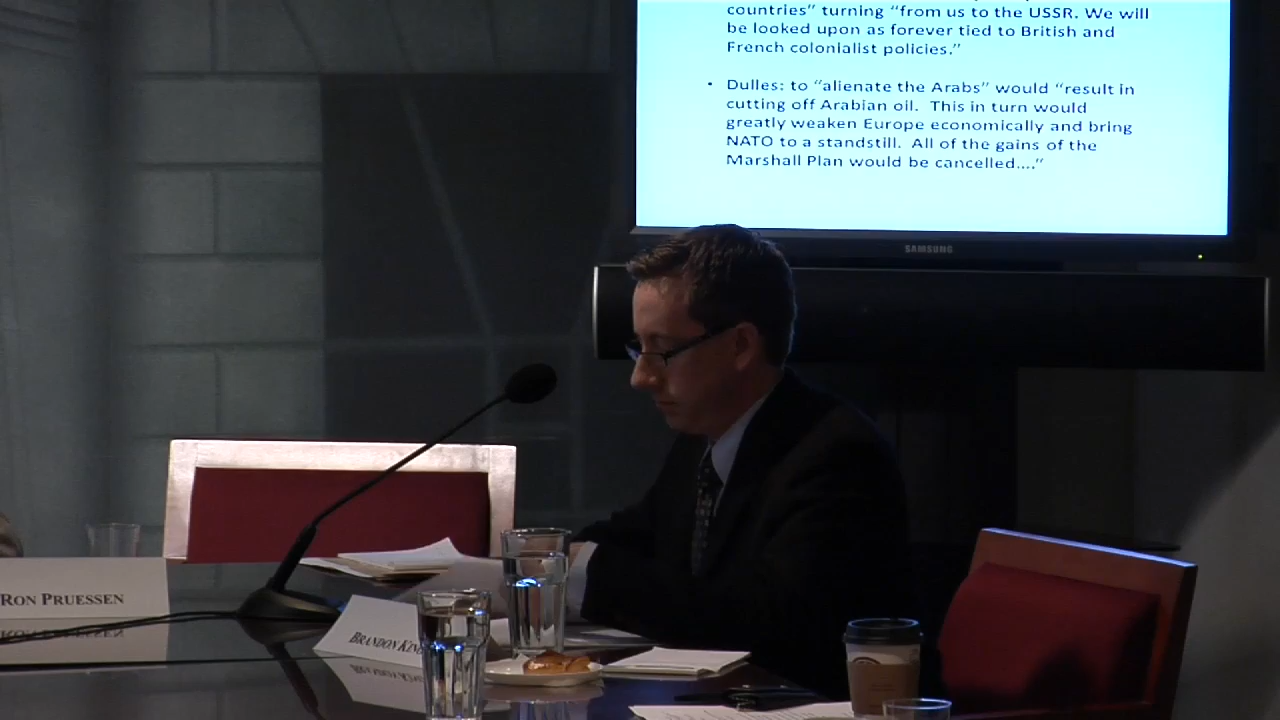 countries” turning “from us to the USSR. We will
be looked upon as forever tied to British and
French colonialist policies.”
• Dulles: to “alienate the Arabs” would “result in
cutting off Arabian oil. This in turn would
greatly weaken Europe economically and bring
NATO to a standstill. All of the gains of the
Marshall Plan would be cancelled....“
SAMSUNG
RON PRUESSEN
BRANDON